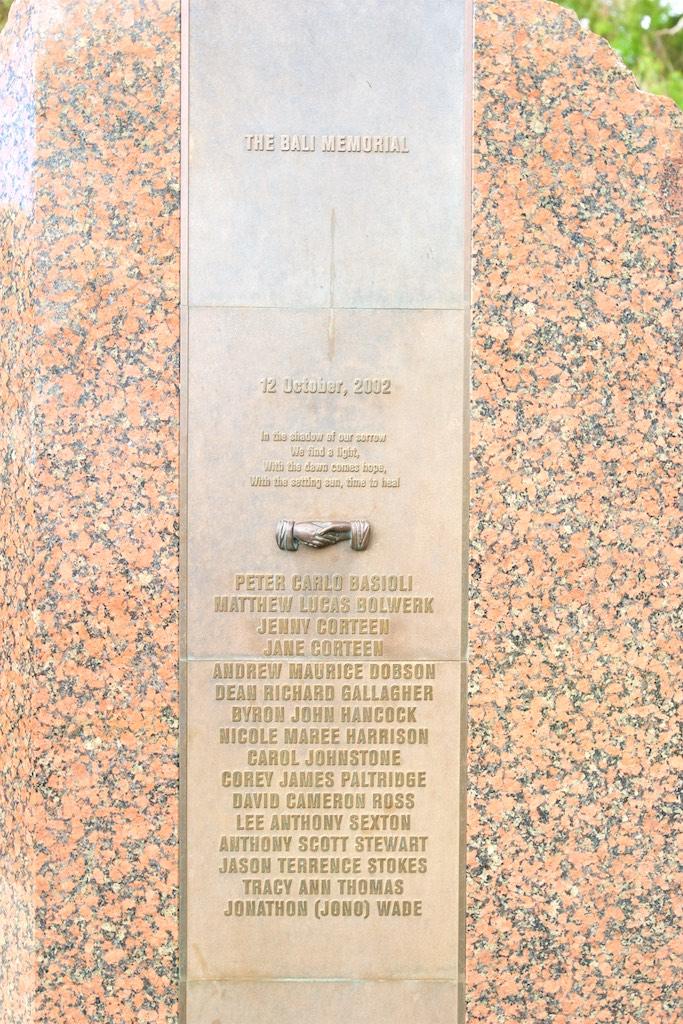 THE BALI MEMORIAL
12 October, 2002
In the shadow of our sorrow
We find a light,
With the dawn comes hope,
With the setting sun, time to heal
PETER CARLO BASIOLI
MATTHEW LUCAS BOLWERK
JENNY CORTEEN
JANE CORTEEN
ANDREW MAURICE DOBSON
DEAN RICHARD GALLAGHER
BYRON JOHN HANCOCK
NICOLE MAREE HARRISON
CAROL JOHNSTONE
COREY JAMES PALTRIDGE
DAVID CAMERON ROSS
LEE ANTHONY SEXTON
ANTHONY SCOTT STEWART
JASON TERRENCE STOKES
TRACY ANN THOMAS
JONATHON (JONO) WADE